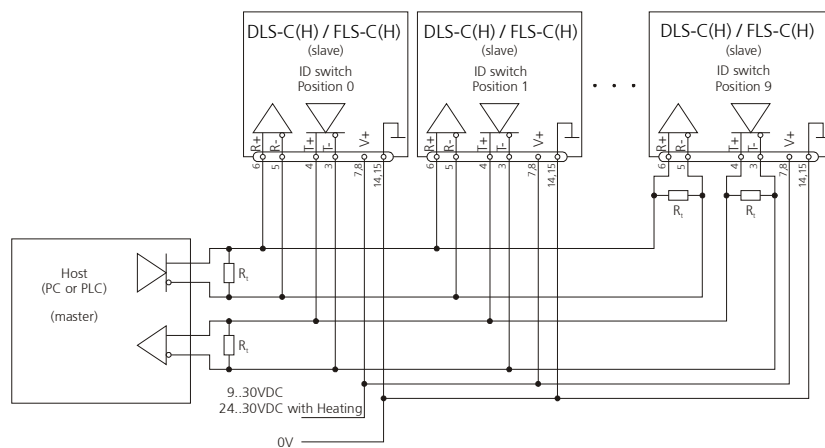 DLS-C(H) / FLS-C(H)
(slave)
ID switch
Position 0
R+
R-
T+
T-
V+
6
5
4
3
7,8
14,15
DLS-C(H) / FLS-C(H)
(slave)
ID switch
Position 1
R+
R-
T+
T-
V+
6
5
4
3
7,8
14,15
. . .
DLS-C(H) / FLS-C(H)
(slave)
ID switch
Position 9
R+
R-
T+
T-
V+
6
5
4
3
7,8
14,15
Rt
Rt
Host
(PC or PLC)
(master)
Rt
Rt
9..30VDC
24..30VDC with Heating
0V